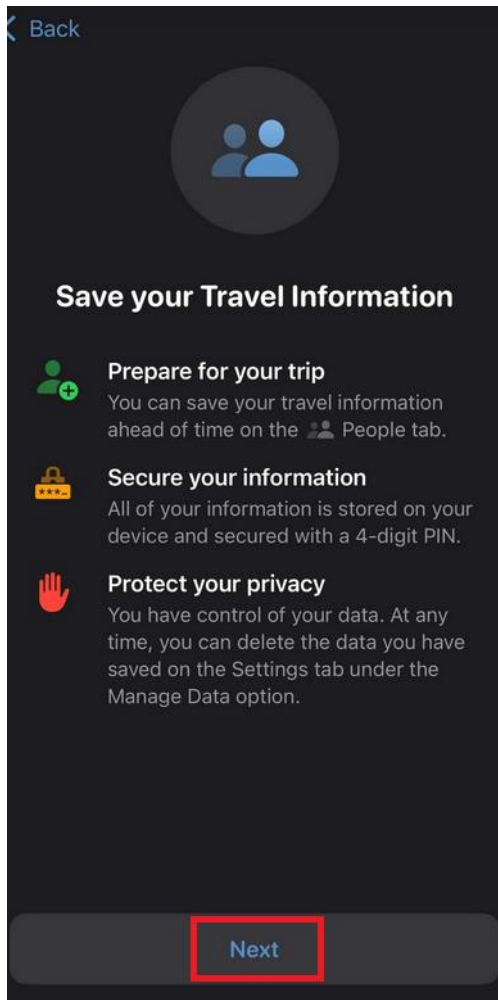 Back
Save your Travel Information
Prepare for your trip
You can save your travel information
ahead of time on the People tab.
***_
Secure your information
All of your information is stored on your
device and secured with a 4-digit PIN.
Protect your privacy
You have control of your data. At any
time, you can delete the data you have
saved on the Settings tab under the
Manage Data option.
Next